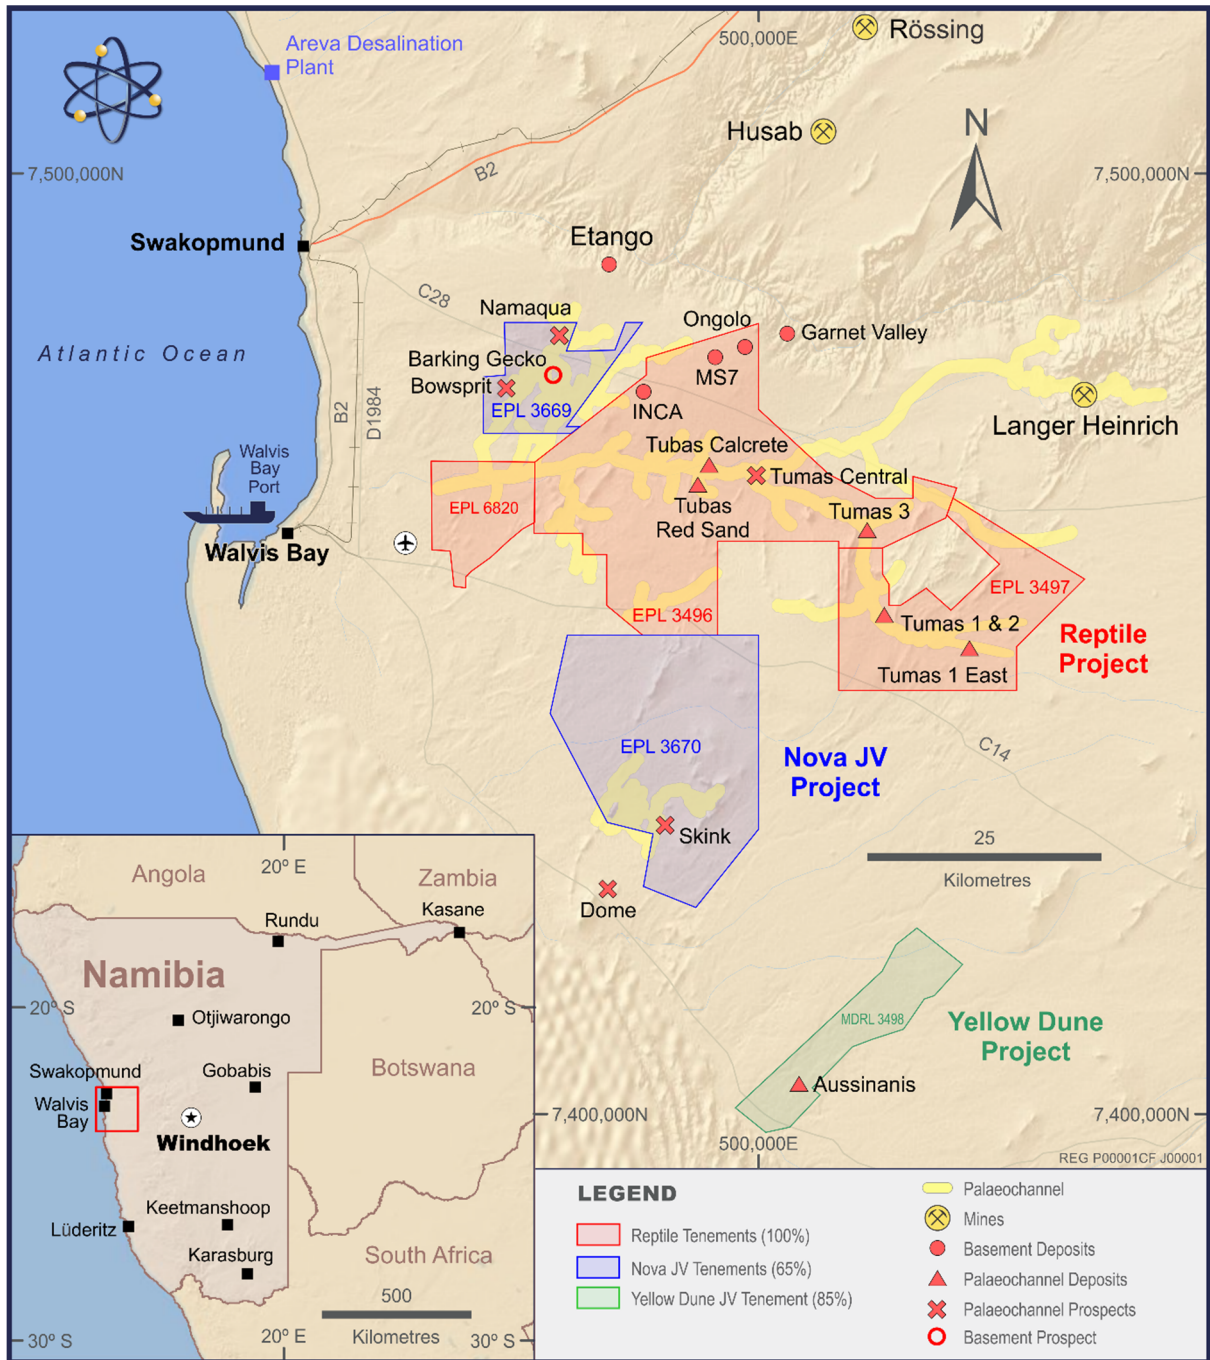 Areva Desalination
Plant
500,000E
Rössing
Husab
N
7,500,000N
7,500,000N
B2
Swakopmund
Etango
C28
Namaqua
Ongolo
Garnet Valley
Atlantic Ocean
Barking Gecko
MS7
Bowsprit
B2
D1984
EPL 3669
INCA
Langer Heinrich
Walvis
Bay
Port
Tubas Calcrete
Tumas Central
EPL 6820
Tubas
Red Sand
Tumas 3
Walvis Bay
EPL 3497
EPL 3496
Tumas 1 & 2
Reptile
Project
Tumas 1 East
EPL 3670
C14
Nova JV
Project
Skink
25
Kilometres
Dome
MDRL 3498
Yellow Dune
Project
Aussinanis
7,400,000N
7,400,000N
500,000E
REG P00001CF J00001
20° E
Angola
Zambia
Rundu
Kasane
Namibia
20° S
20° S
Otjiwarongo
Swakopmund
Gobabis
Botswana
Walvis
Bay
Windhoek
Keetmanshoop
Lüderitz
Karasburg
South Africa
500
Kilometres
30° S
20° E
30° S
LEGEND
Reptile Tenements (100%)
Nova JV Tenements (65%)
Yellow Dune JV Tenement (85%)
Palaeochannel
Mines
Basement Deposits
Palaeochannel Deposits
Palaeochannel Prospects
Basement Prospect